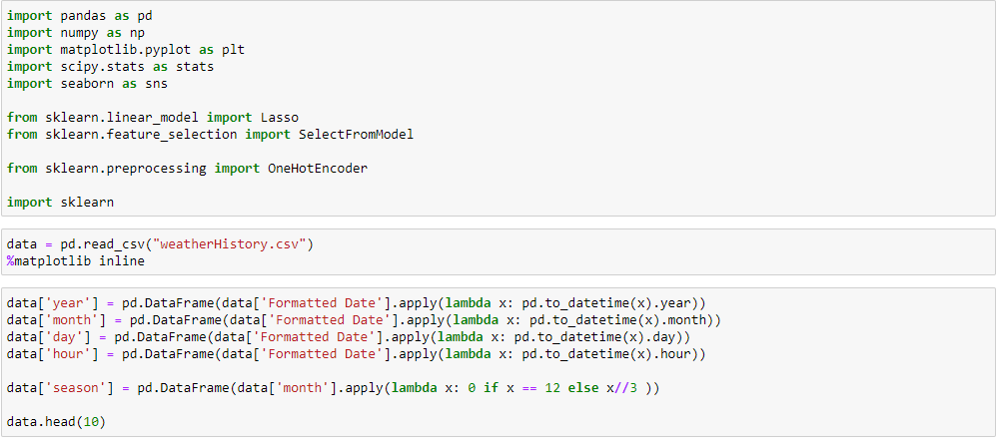 import pandas as pd
import numpy as np
import matplotlib.pyplot as plt
import scipy.stats as stats
import seaborn as sns
from sklearn.linear_model import Lasso
from sklearn.feature_selection import SelectFromModel
from sklearn.preprocessing import OneHotEncoder
import sklearn
data = pd.read_csv("weatherHistory.csv")
%matplotlib inline
data['year'] = pd.DataFrame(data['Formatted Date'].apply(lambda x: pd.to_datetime(x).year))
data['month'] = pd.DataFrame(data['Formatted Date'].apply(lambda x: pd.to_datetime(x).month))
data['day'] = pd.DataFrame(data['Formatted Date'].apply(lambda x: pd.to_datetime(x).day))
data['hour'] = pd.DataFrame(data['Formatted Date'].apply(lambda x: pd.to_datetime(x).hour))
data['season'] = pd.DataFrame(data['month'].apply(lambda x: 0 if x == 12 else x//3 ))
data.head(10)